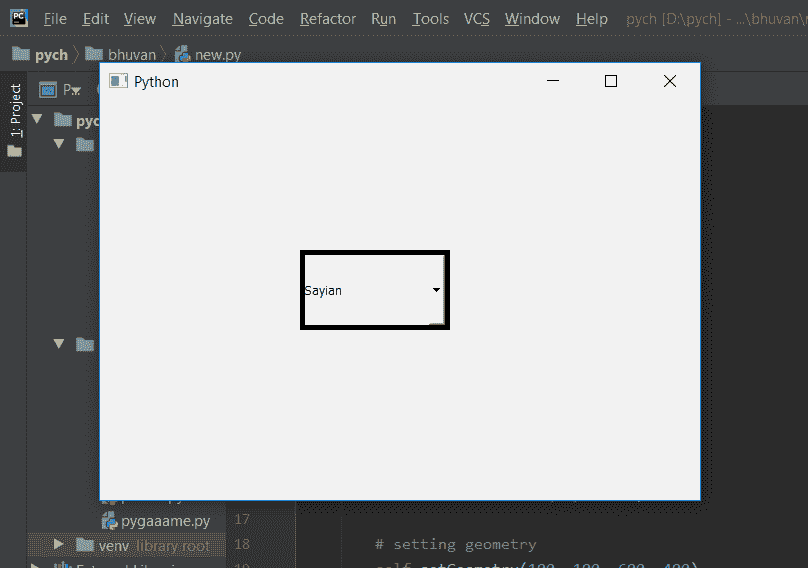 PC File Edit View Navigate Code Refactor Run Tools VCS Window Help pych [D:\pych] - ...\bhuvan\
pych bhuvan new.py
1: Project
Python
Sayian
pygaaame.py
17
venv library root
18
# setting geometry